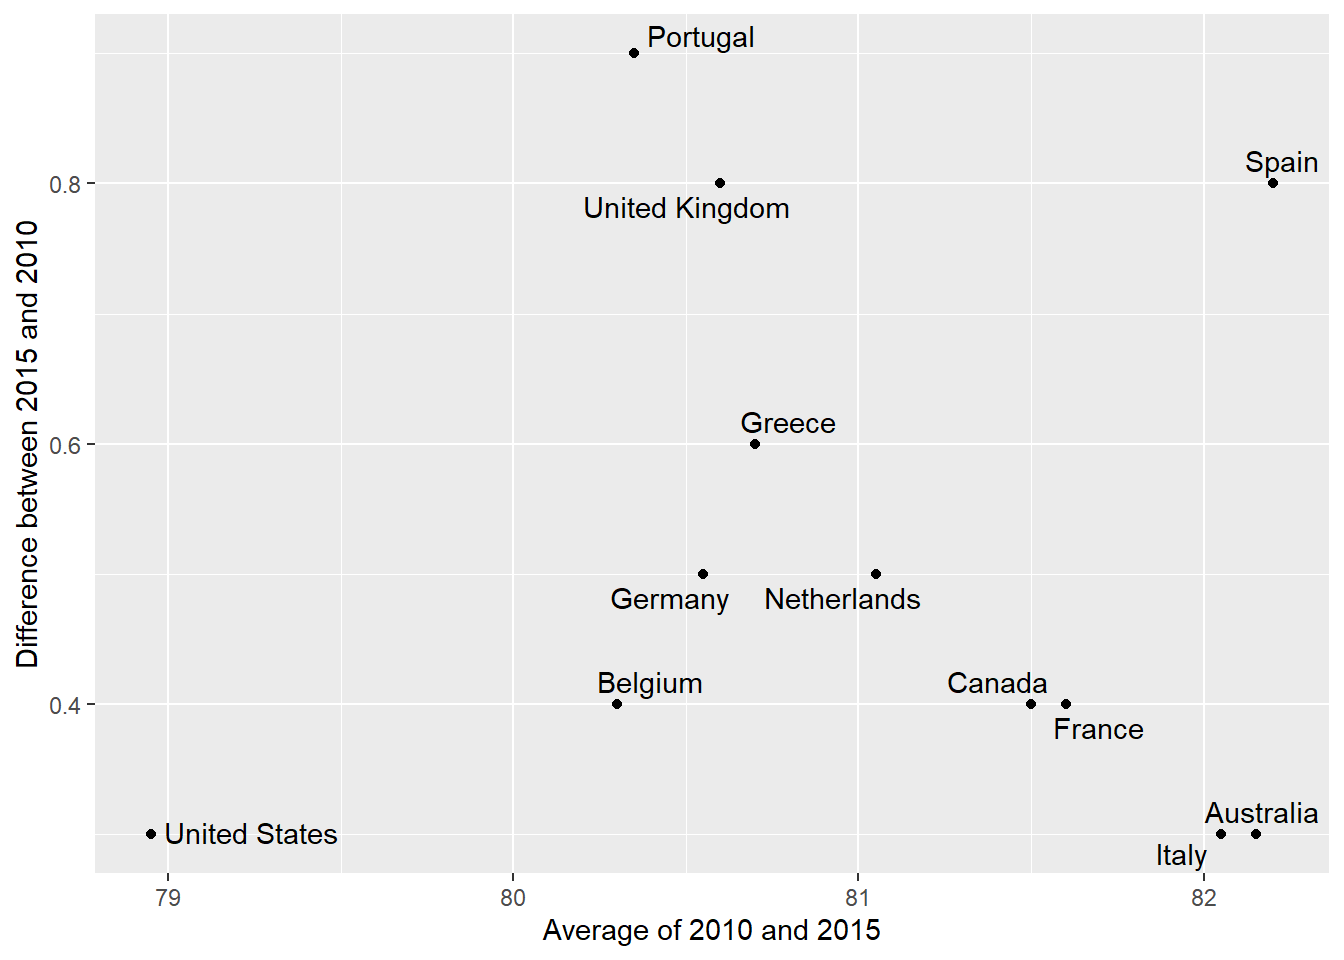 Portugal
Spain
0.8
United Kingdom
Difference between 2015 and 2010
Greece
0.6
Germany
Netherlands
Belgium
Canada
0.4
France
Australia
United States
Italy
79
80
81
82
Average of 2010 and 2015